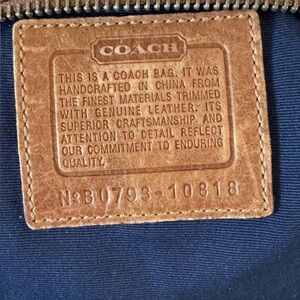 COACH
THIS IS A COACH BAG. IT WAS
HANDCRAFTED IN CHINA FROM
THE FINEST MATERIALS TRIMMED
WITH GENUINE LEATHER. ITS
SUPERIOR CRAFTSMANSHIP AND
ATTENTION TO DETAIL REFLECT
OUR COMMITMENT TO ENDURING
QUALITY.
Nº B0793-10818